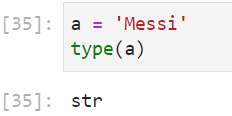 [35]: a = 'Messi'
type(a)
[35]: str